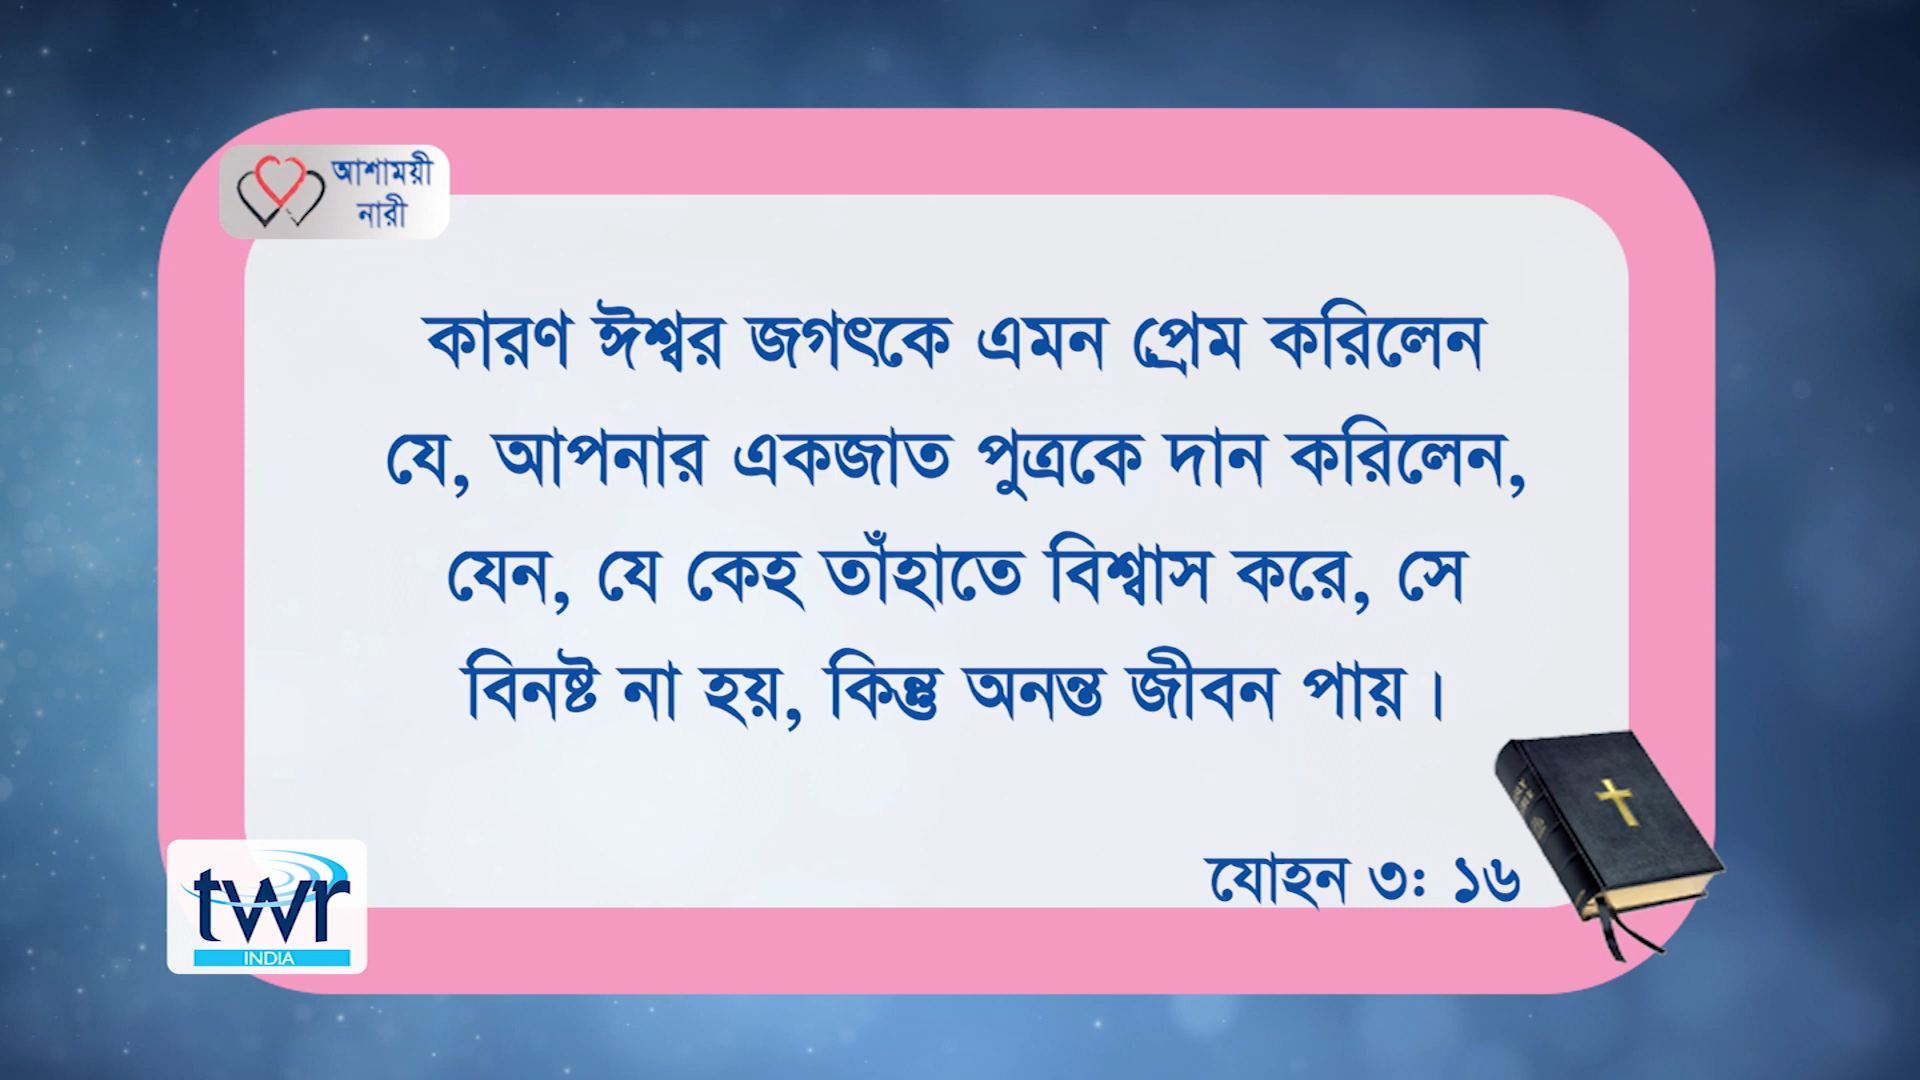 আশাময়ী
নারী
কারণ ঈশ্বর জগৎকে এমন প্রেম করিলেন
যে, আপনার একজাত পুত্রকে দান করিলেন,
যেন, যে কেহ তাঁহাতে বিশ্বাস করে, সে
বিনষ্ট না হয়, কিন্তু অনন্ত জীবন পায়।
যোহন ৩: ১৬
twr
INDIA